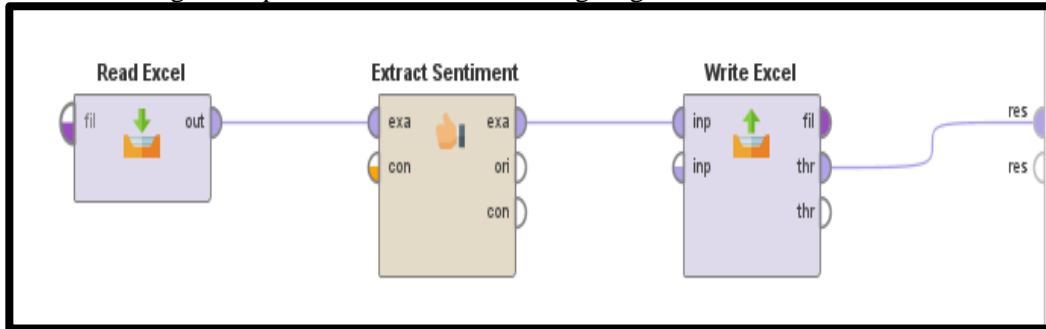 Read Excel
fil
out
Extract Sentiment
exa
exa
con
ori
con
Write Excel
inp
fil
inp
thr
thr
res
res